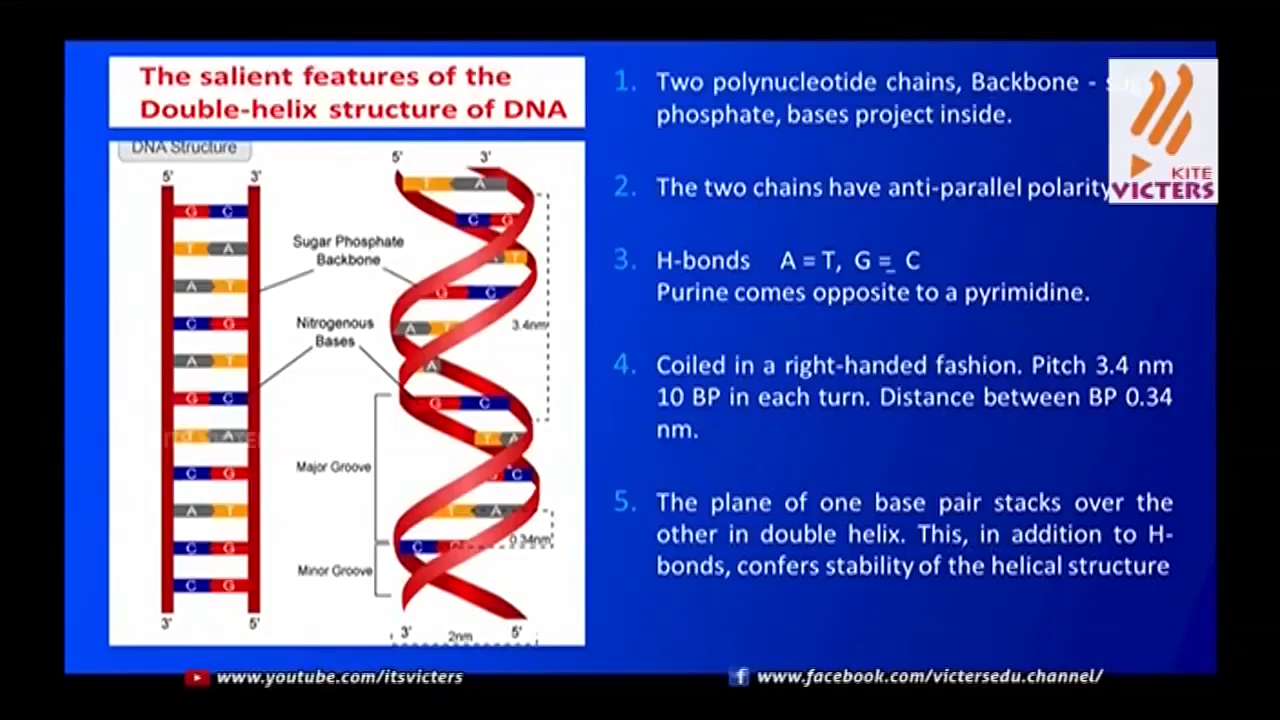 The salient features of the
Double-helix structure of DNA
DNA Structure
5' 3'
5' 3'
G C
T A
A T
C G
A T
G C
T A
C G
A T
C G
C G
3' 5'
Sugar Phosphate
Backbone
Nitrogenous
Bases
Major Groove
Minor Groove
T A
C G
T
G C
A T
A
G C
T A
C
T A
C
3.4nm
0.34nm
3' 5'
2nm
1. Two polynucleotide chains, Backbone -
phosphate, bases project inside.
2. The two chains have anti-parallel polarity
3. H-bonds A = T, G ≡ C
Purine comes opposite to a pyrimidine.
4. Coiled in a right-handed fashion. Pitch 3.4 nm
10 BP in each turn. Distance between BP 0.34
nm.
5. The plane of one base pair stacks over the
other in double helix. This, in addition to H-
bonds, confers stability of the helical structure
KITE
VICTERS
www.youtube.com/itsvicters
www.facebook.com/victersedu.channel/